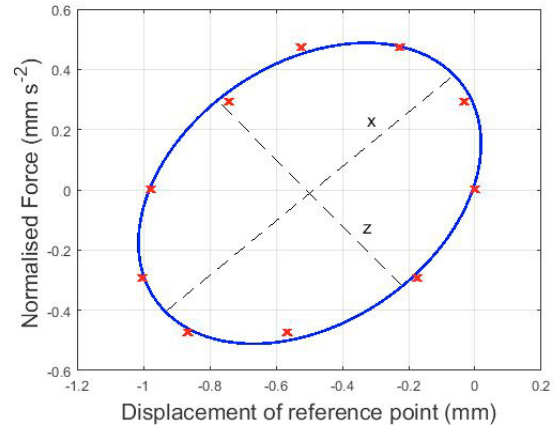 0.6
0.4
0.2
0
-0.2
-0.4
-0.6
-1.2 -1 -0.8 -0.6 -0.4 -0.2 0 0.2
Normalised Force (mm s⁻²)
x
z
Displacement of reference point (mm)